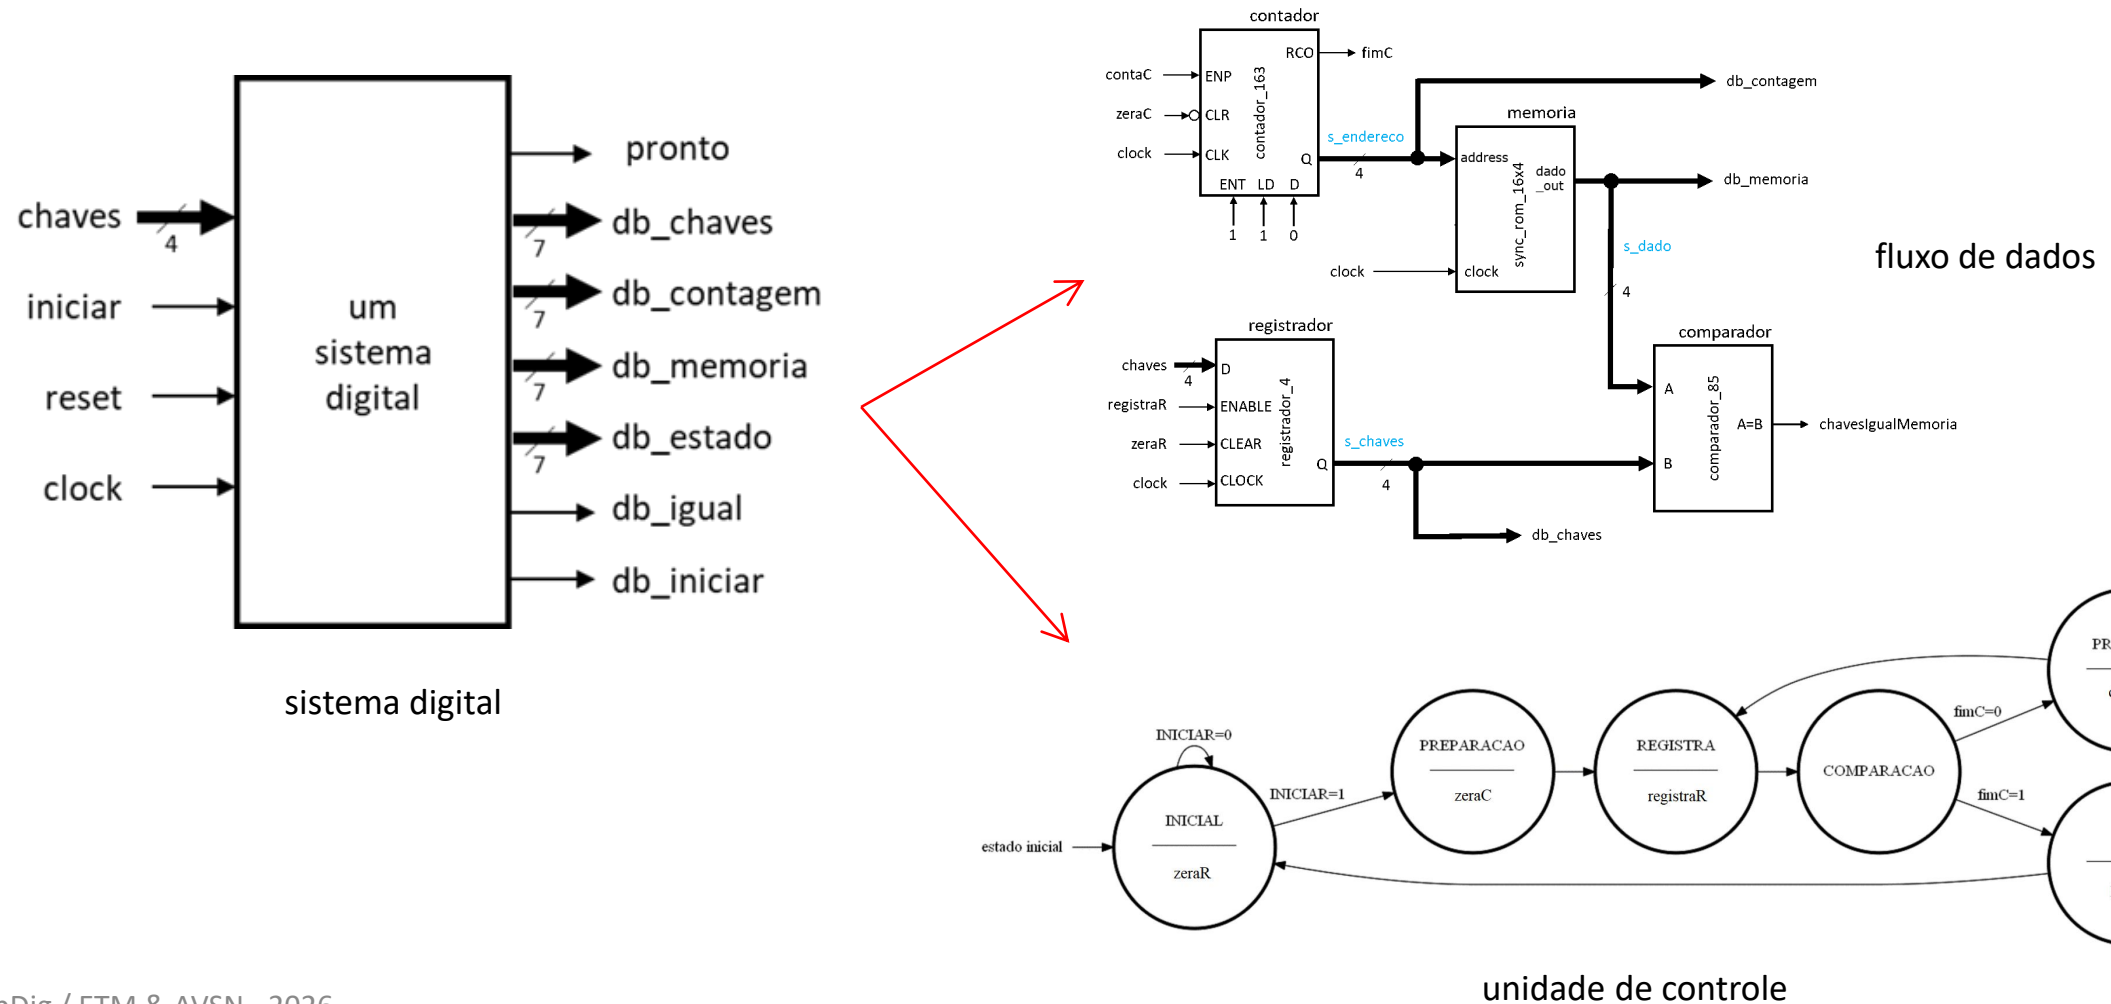 chaves
4
iniciar
reset
clock
um
sistema
digital
pronto
db_chaves
7
db_contagem
7
db_memoria
7
db_estado
7
db_igual
db_iniciar
sistema digital
contador
contaC
zeraC
clock
ENP
CLR
CLK
RCO
contador_163
Q
ENT LD D
1 1 0
fimC
s_endereco
4
db_contagem
memoria
address
dado
_out
sync_rom_16x4
clock
clock
db_memoria
s_dado
4
fluxo de dados
registrador
chaves
4
registraR
zeraR
clock
D
ENABLE
CLEAR
CLOCK
registrador_4
Q
s_chaves
4
db_chaves
comparador
A
B
comparador_85
A=B
chavesIgualMemoria
estado inicial
INICIAR=0
INICIAL
zeraR
INICIAR=1
PREPARACAO
zeraC
REGISTRA
registraR
COMPARACAO
fimC=0
fimC=1
PR
unidade de controle
/ ETM & AVSN 2026